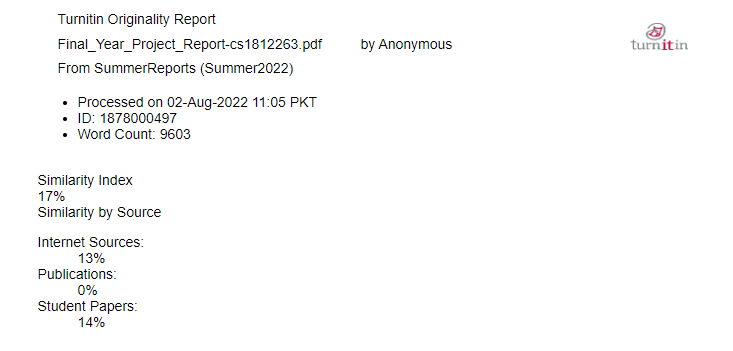 Turnitin Originality Report
Final_Year_Project_Report-cs1812263.pdf by Anonymous
turnitin
From SummerReports (Summer2022)
Processed on 02-Aug-2022 11:05 PKT
ID: 1878000497
Word Count: 9603
Similarity Index
17%
Similarity by Source
Internet Sources:
13%
Publications:
0%
Student Papers:
14%